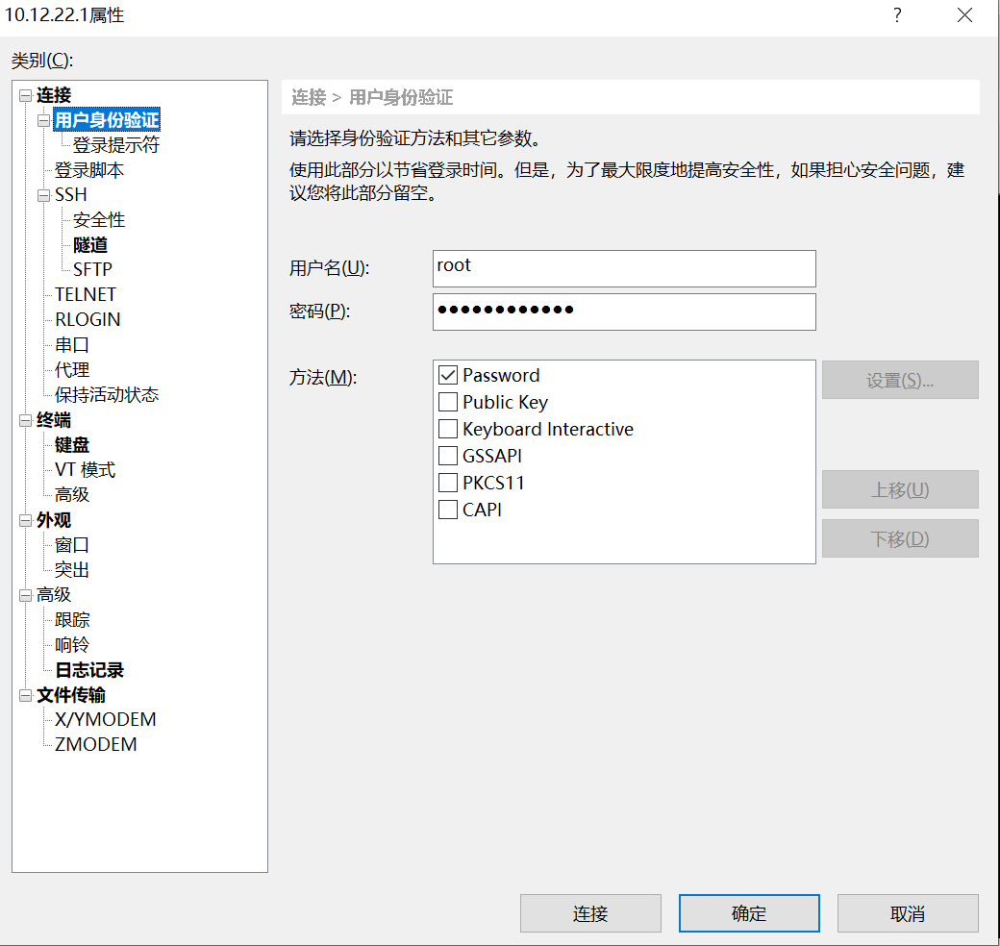 10.12.22.1属性
?
类别(C):
连接
用户身份验证
登录提示符
登录脚本
SSH
安全性
隧道
SFTP
TELNET
RLOGIN
串口
代理
保持活动状态
终端
键盘
VT 模式
高级
外观
窗口
突出
高级
跟踪
响铃
日志记录
文件传输
X/YMODEM
ZMODEM
连接 > 用户身份验证
请选择身份验证方法和其它参数。
使用此部分以节省登录时间。但是，为了最大限度地提高安全性，如果担心安全问题，建
议您将此部分留空。
用户名(U):
root
密码(P):
●●●●●●●●●●●●
方法(M):
Password
Public Key
Keyboard Interactive
GSSAPI
PKCS11
CAPI
设置(S)...
上移(U)
下移(D)
连接
确定
取消